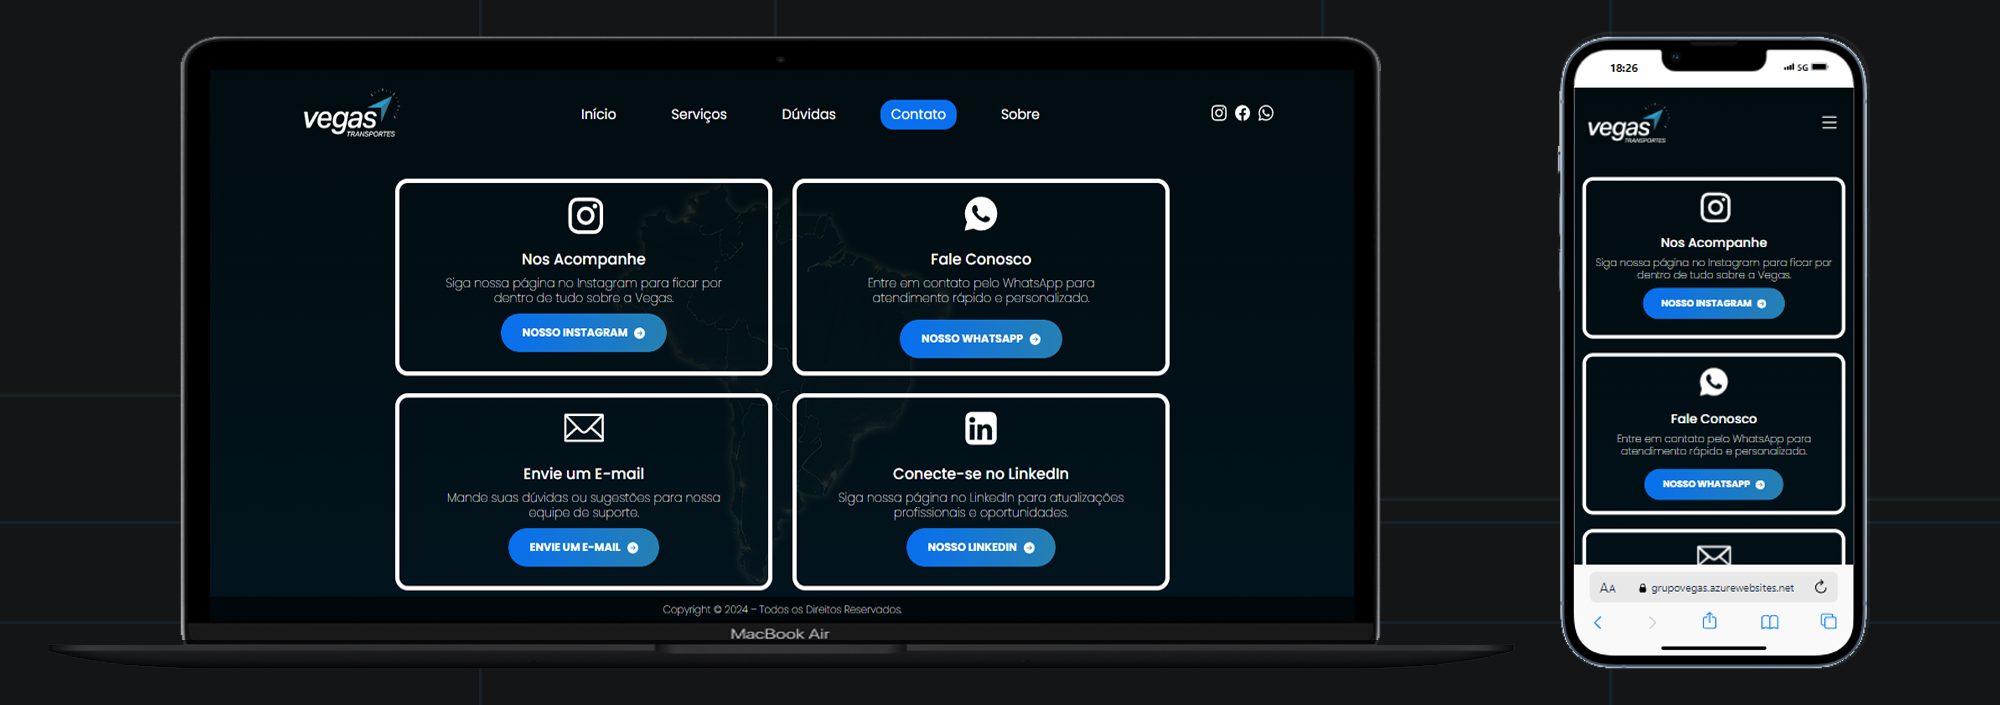 vegas
TRANSPORTES
Início Serviços Dúvidas Contato Sobre
Nos Acompanhe
Siga nossa página no Instagram para ficar por
dentro de tudo sobre a Vegas.
NOSSO INSTAGRAM
Fale Conosco
Entre em contato pelo WhatsApp para
atendimento rápido e personalizado.
NOSSO WHATSAPP
Envie um E-mail
Mande suas dúvidas ou sugestões para nossa
equipe de suporte.
ENVIE UM E-MAIL
in
Conecte-se no LinkedIn
Siga nossa página no LinkedIn para atualizações
profissionais e oportunidades.
NOSSO LINKEDIN
Copyright © 2024 – Todos os Direitos Reservados.
MacBook Air
18:26 5G
vegas
TRANSPORTES
Nos Acompanhe
Siga nossa página no Instagram para ficar por
dentro de tudo sobre a Vegas.
NOSSO INSTAGRAM
Fale Conosco
Entre em contato pelo WhatsApp para
atendimento rápido e personalizado.
NOSSO WHATSAPP
AA grupovegas.azurewebsites.net